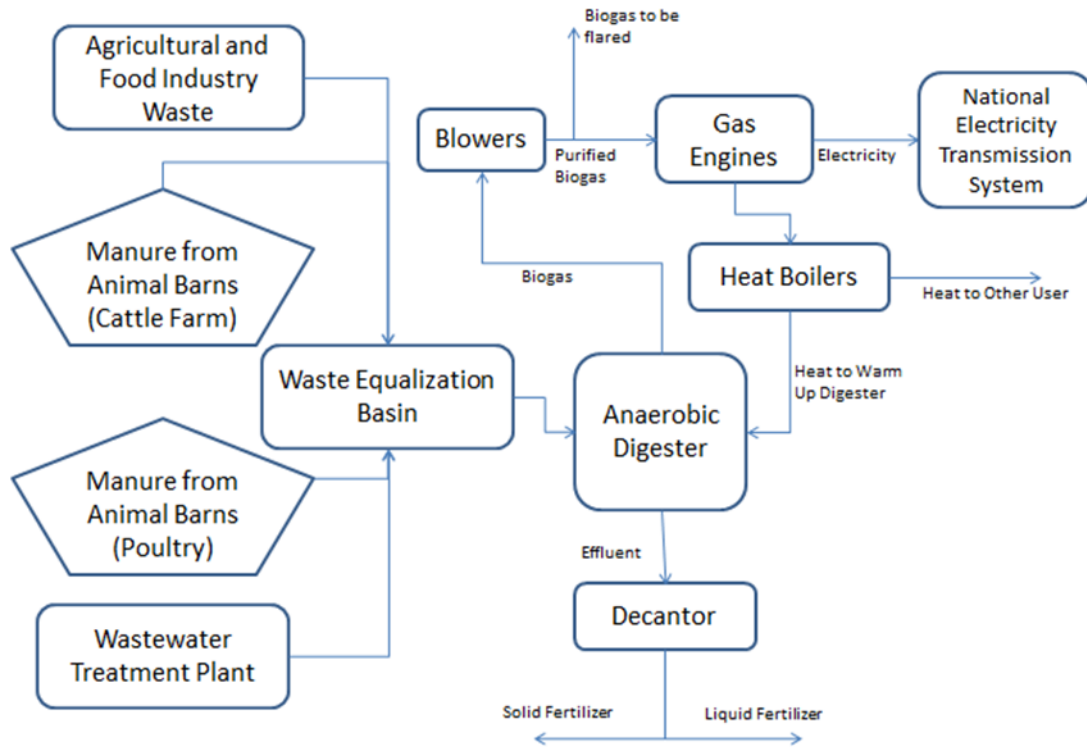 Agricultural and
Food Industry
Waste
Manure from
Animal Barns
(Cattle Farm)
Manure from
Animal Barns
(Poultry)
Wastewater
Treatment Plant
Waste Equalization
Basin
Biogas to be
flared
Blowers
Purified
Biogas
Gas
Engines
Electricity
National
Electricity
Transmission
System
Biogas
Heat Boilers
Heat to Other User
Heat to Warm
Up Digester
Anaerobic
Digester
Effluent
Decantor
Solid Fertilizer
Liquid Fertilizer